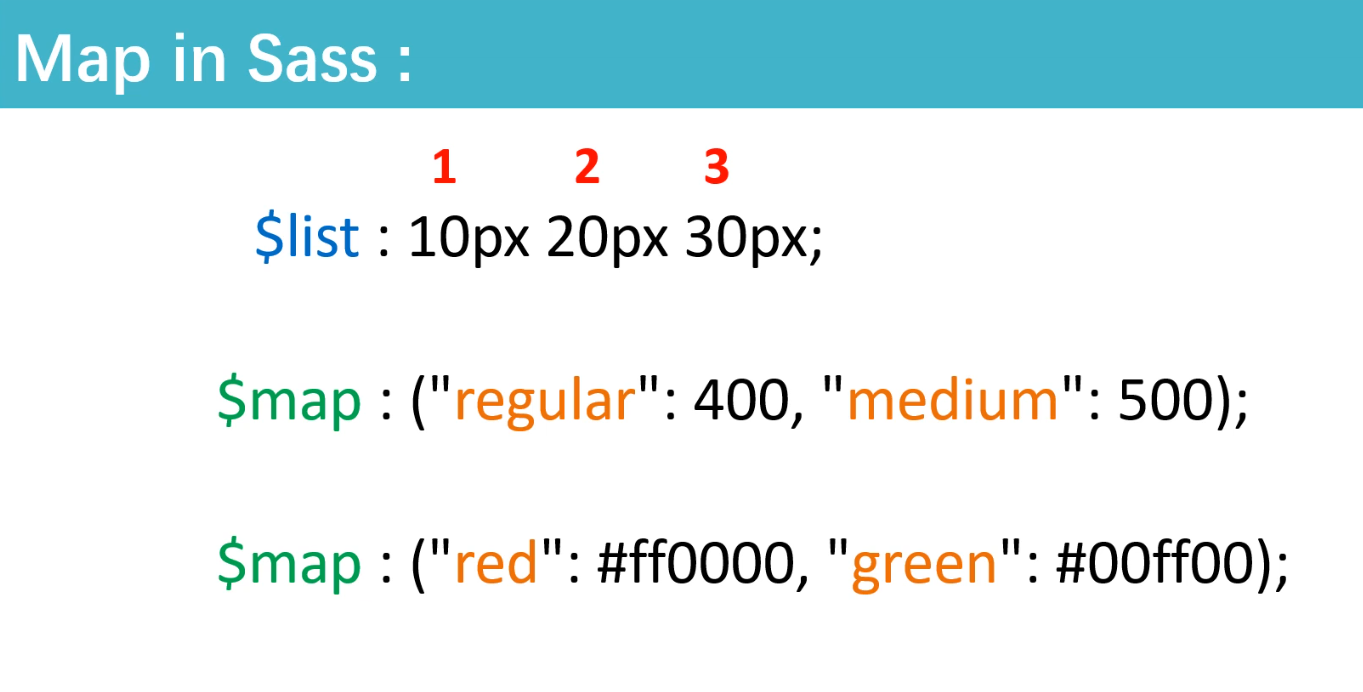 Map in Sass :
1 2 3
$list : 10px 20px 30px;
$map : ("regular": 400, "medium": 500);
$map : ("red": #ff0000, "green": #00ff00);